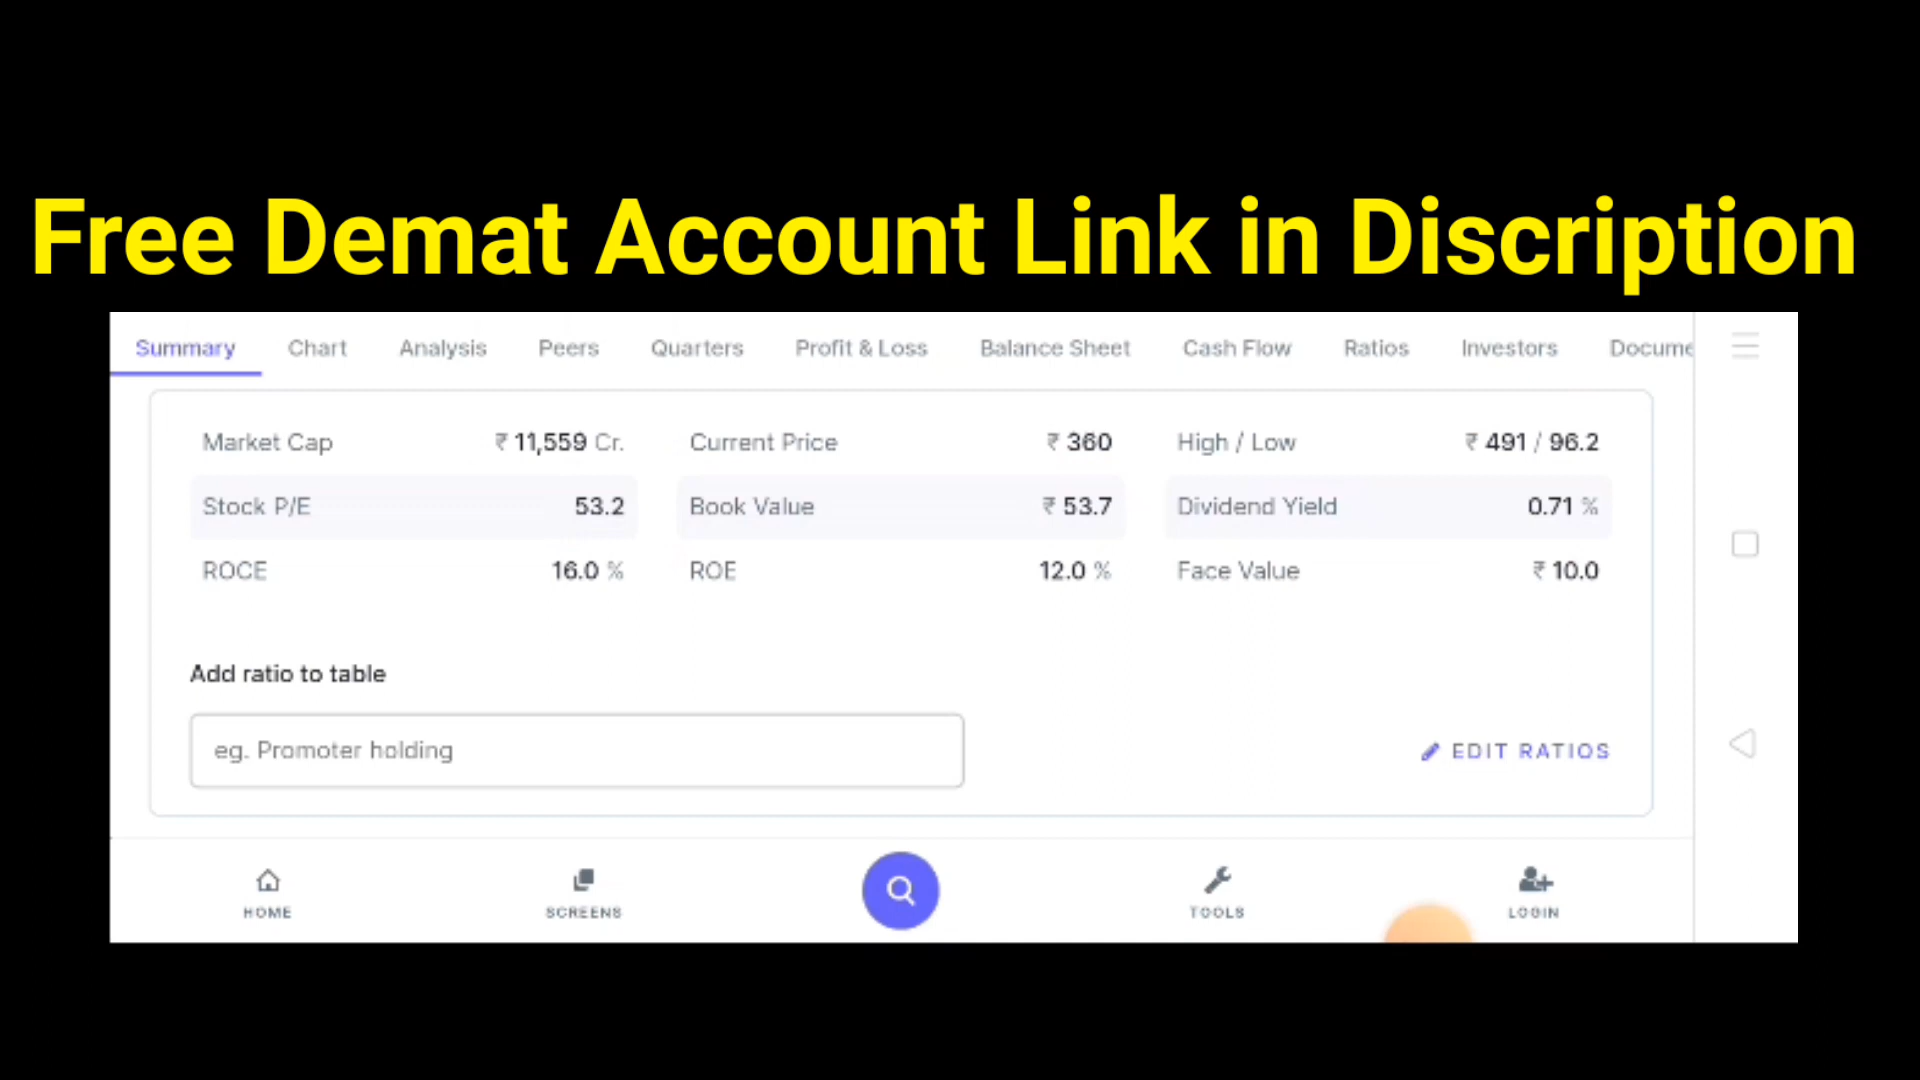 Free Demat Account Link in Discription
Summary Chart Analysis Peers Quarters Profit & Loss Balance Sheet Cash Flow Ratios Investors Docume
Market Cap ₹ 11,559 Cr. Current Price ₹ 360 High / Low ₹ 491 / 96.2
Stock P/E 53.2 Book Value ₹ 53.7 Dividend Yield 0.71 %
ROCE 16.0 % ROE 12.0 % Face Value ₹ 10.0
Add ratio to table
eg. Promoter holding EDIT RATIOS
HOME SCREENS TOOLS LOGIN